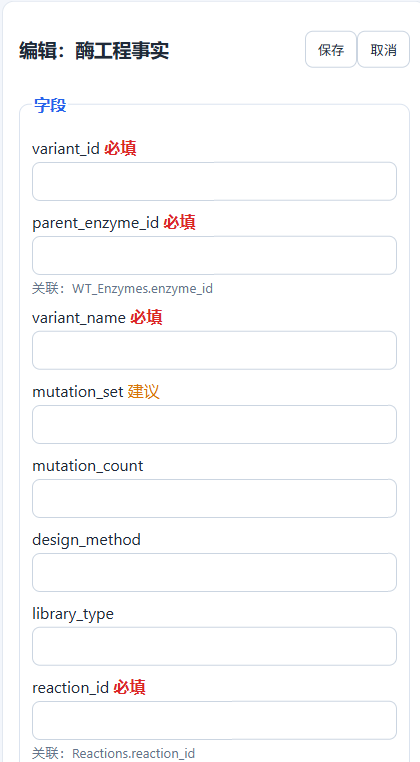 编辑：酶工程事实
保存
取消
字段
variant_id 必填
parent_enzyme_id 必填
关联：WT_Enzymes.enzyme_id
variant_name 必填
mutation_set 建议
mutation_count
design_method
library_type
reaction_id 必填
关联：Reactions.reaction_id